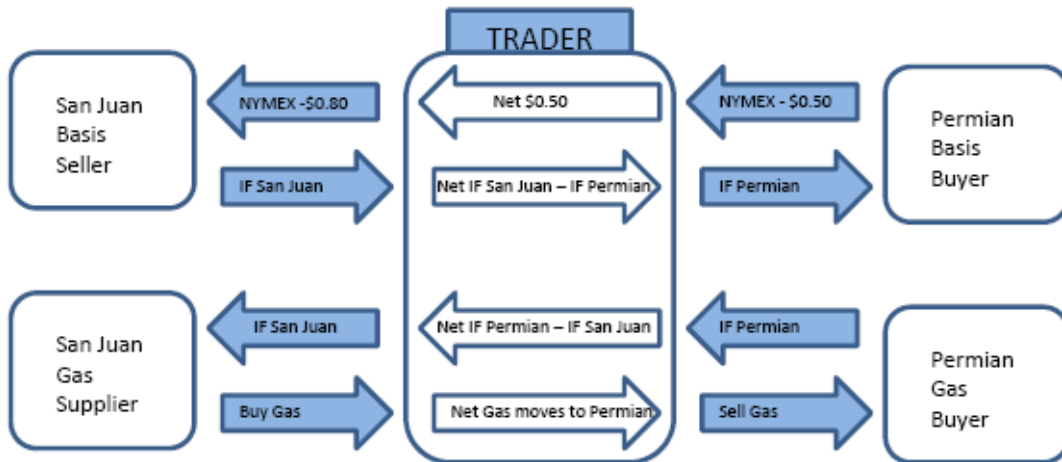 TRADER
San Juan
Basis
Seller
NYMEX -$0.80
Net $0.50
NYMEX - $0.50
Permian
Basis
Buyer
IF San Juan
Net IF San Juan – IF Permian
IF Permian
San Juan
Gas
Supplier
IF San Juan
Net IF Permian – IF San Juan
IF Permian
Permian
Gas
Buyer
Buy Gas
Net Gas moves to Permian
Sell Gas